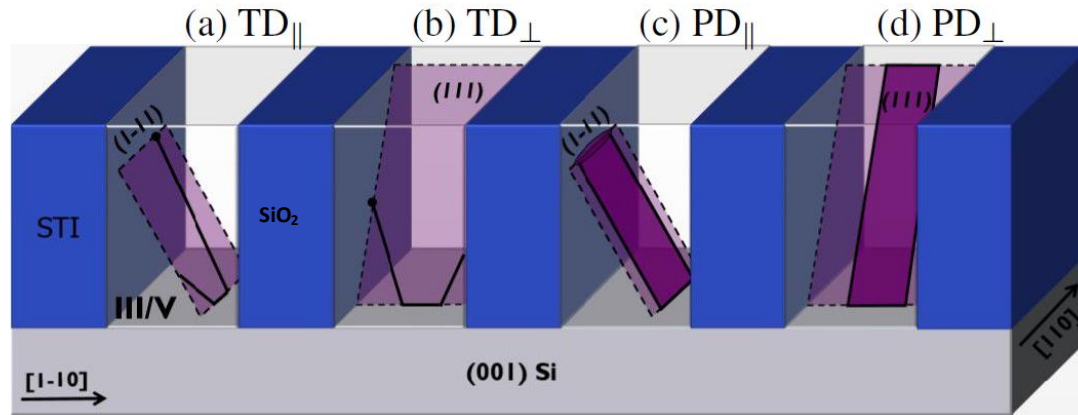 (a) TD∥ (b) TD⊥ (c) PD∥ (d) PD⊥
(1-11)
(111)
(1-11)
(111)
STI
SiO₂
III/V
[1-10]
(001) Si
[110]